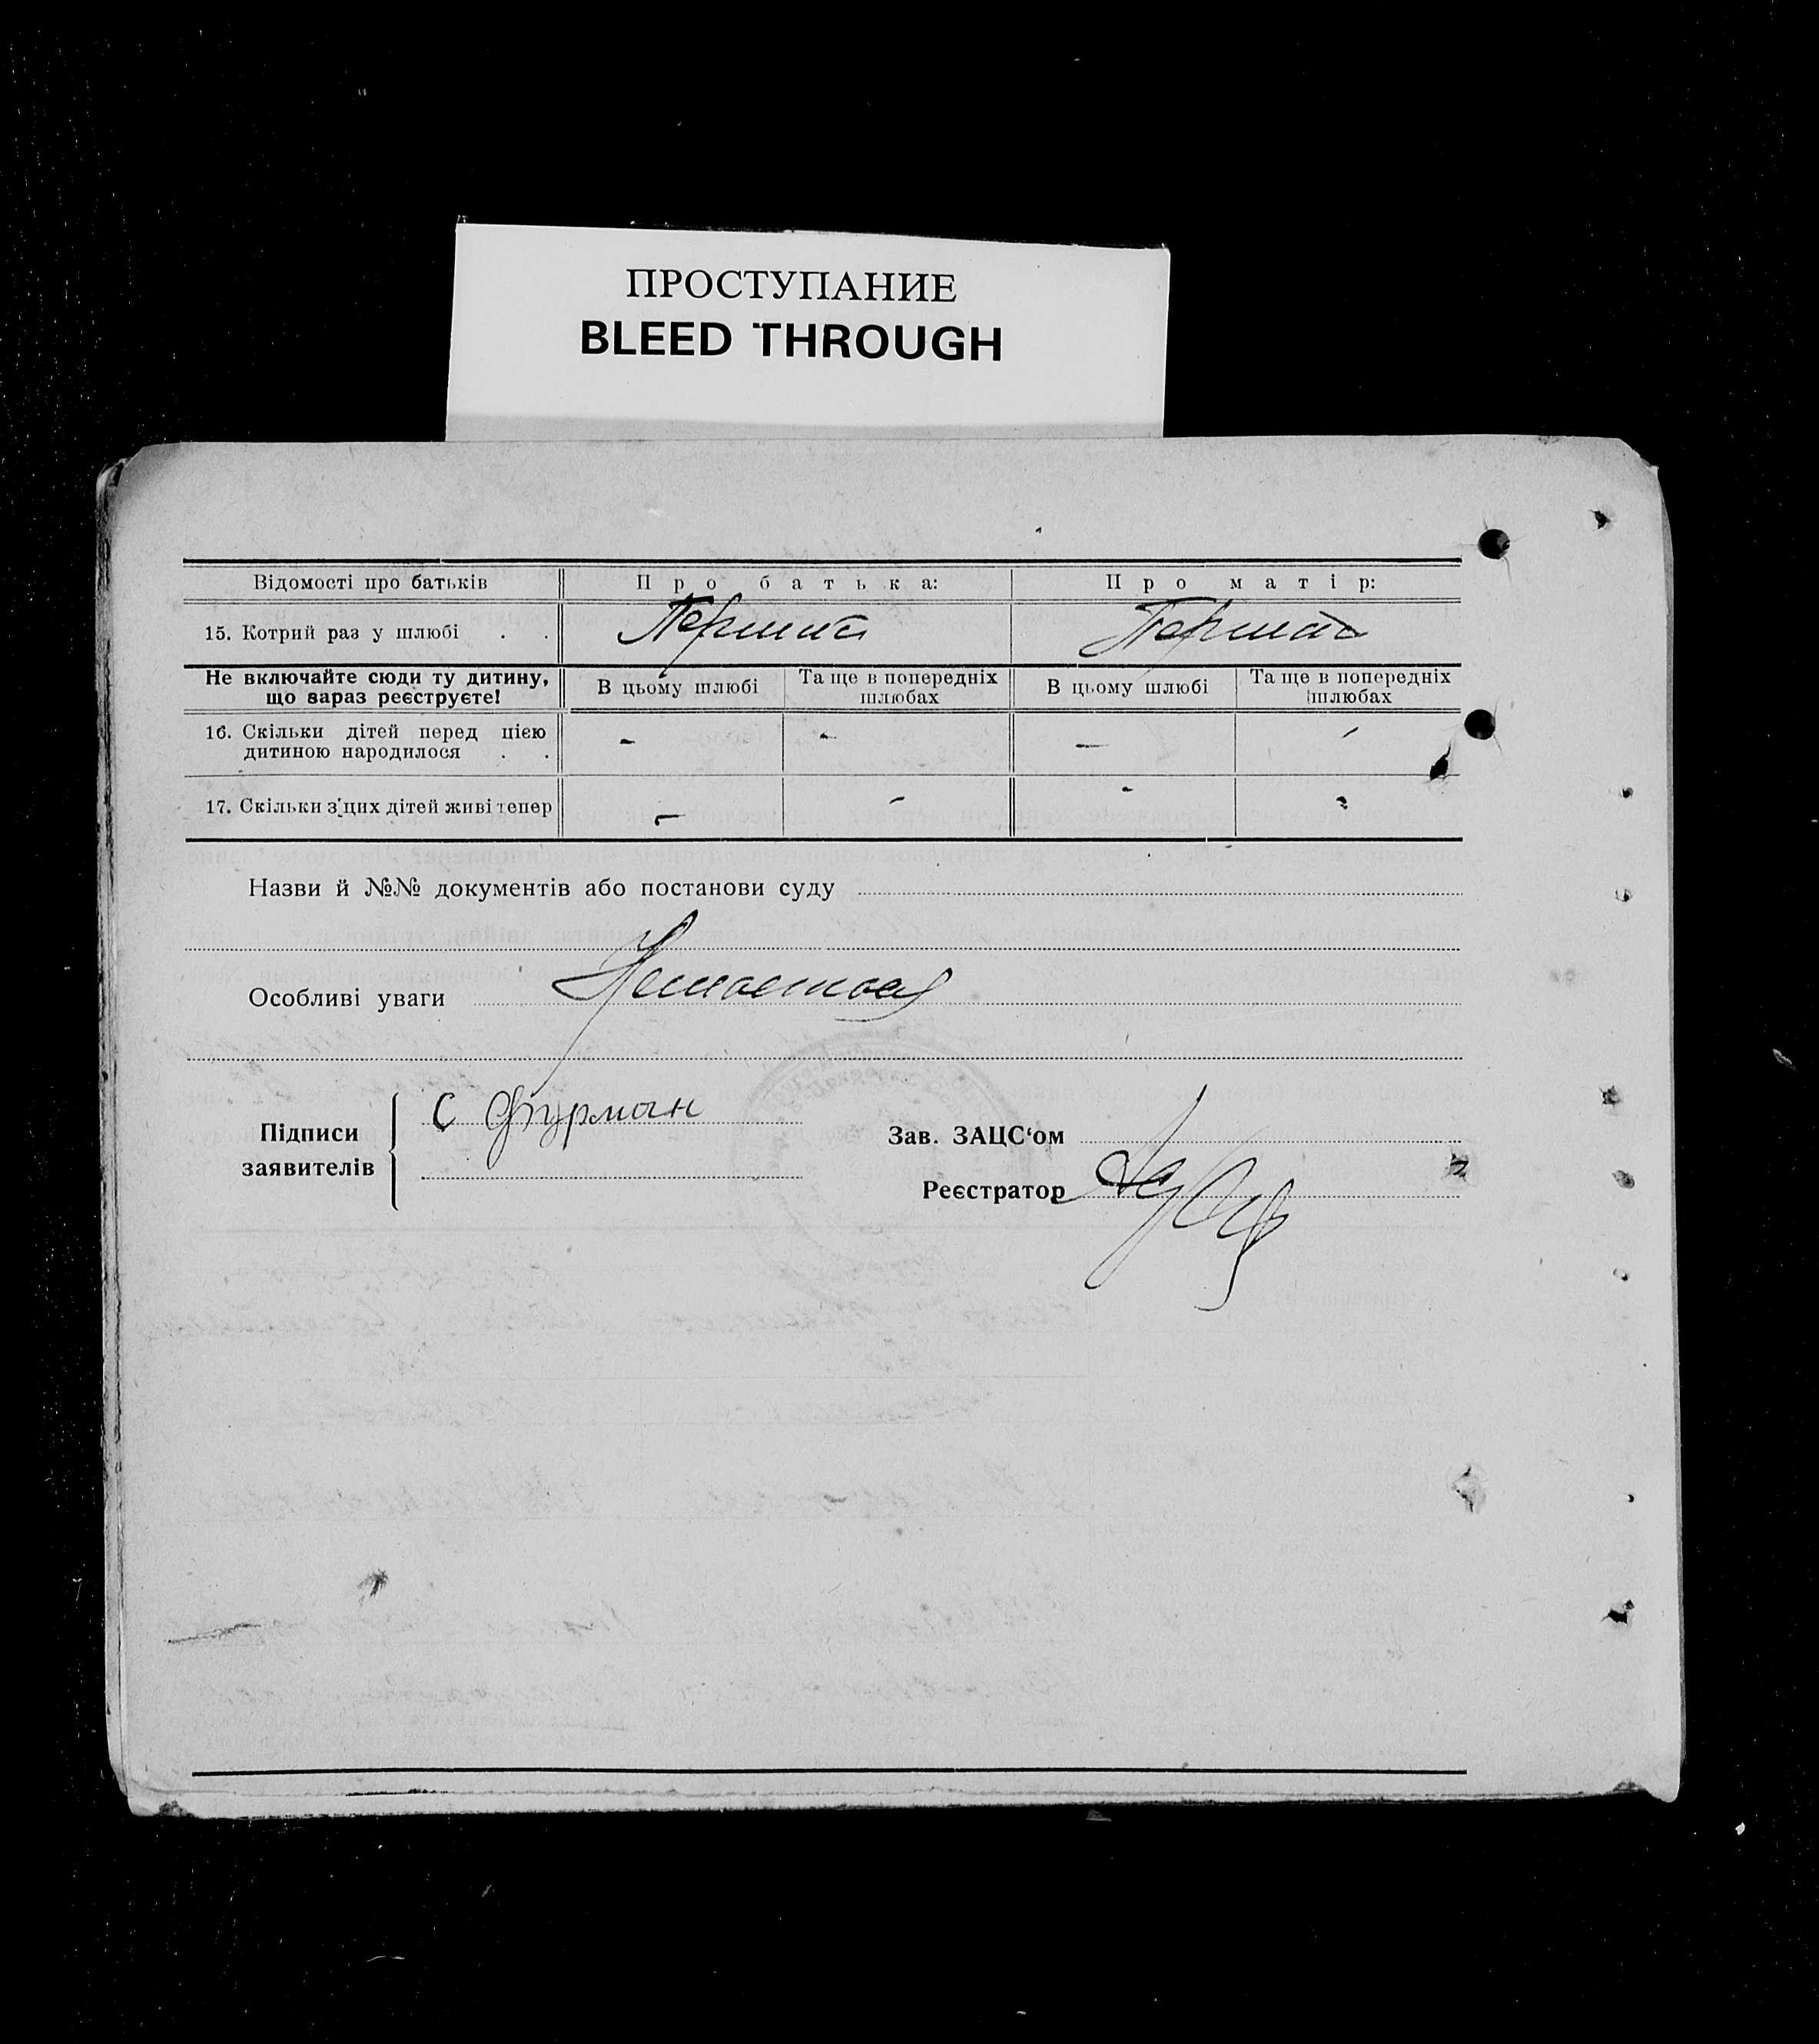 ПРОСТУПАНИЕ
BLEED THROUGH
Відомості про батьків Про батька: Про матір:
15. Котрий раз у шлюбі . .
Не включайте сюди ту дитину, що зараз реєструєте! В цьому шлюбі Та ще в попередніх шлюбах В цьому шлюбі Та ще в попередніх шлюбах
16. Скільки дітей перед цією дитиною народилося . . - - - -
17. Скільки з цих дітей живі тепер - - - -
Назви й №№ документів або постанови суду
Особливі уваги
Підписи заявителів С Фурман
Зав. ЗАЦС‘ом
Реєстратор